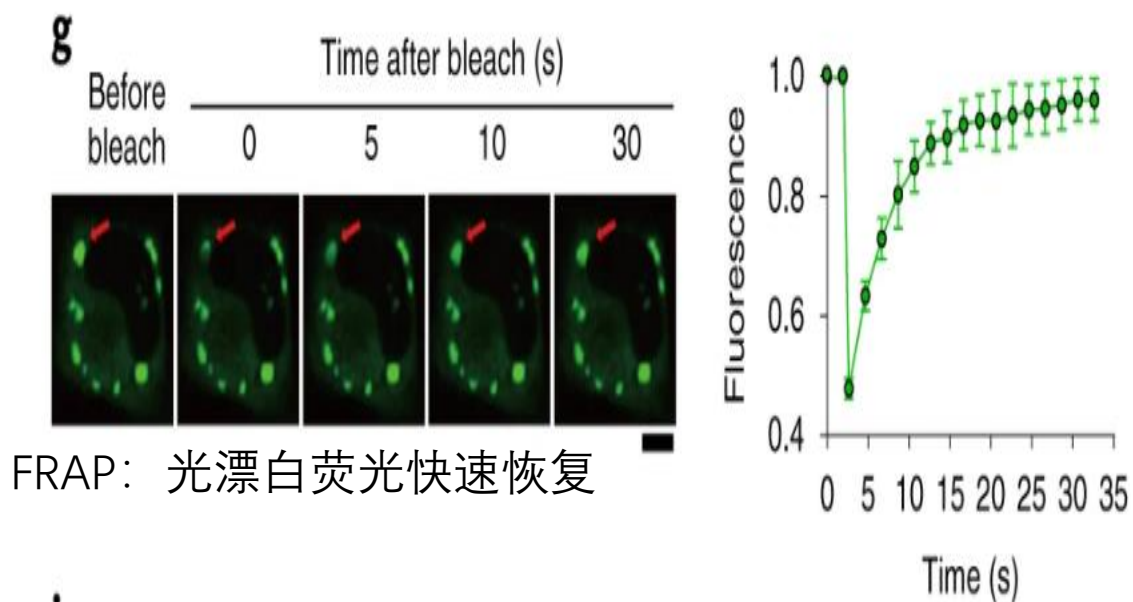 g
Time after bleach (s)
Before
bleach
0 5 10 30
FRAP：光漂白荧光快速恢复
Fluorescence
1.0
0.8
0.6
0.4
0 5 10 15 20 25 30 35
Time (s)